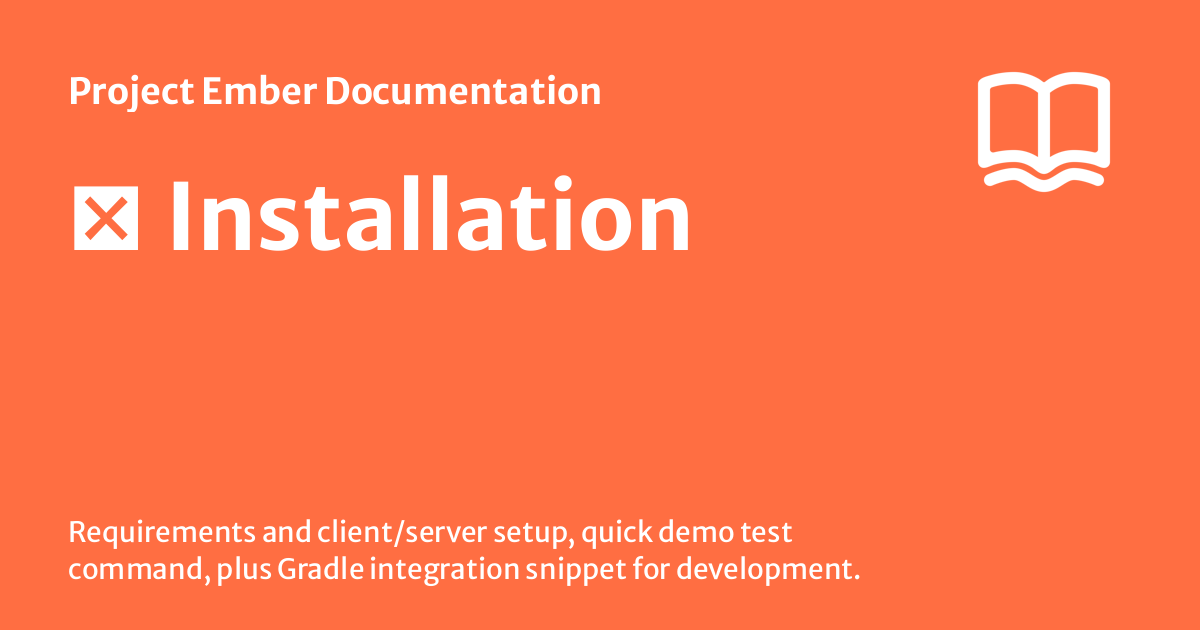 Project Ember Documentation
Installation
Requirements and client/server setup, quick demo test
command, plus Gradle integration snippet for development.